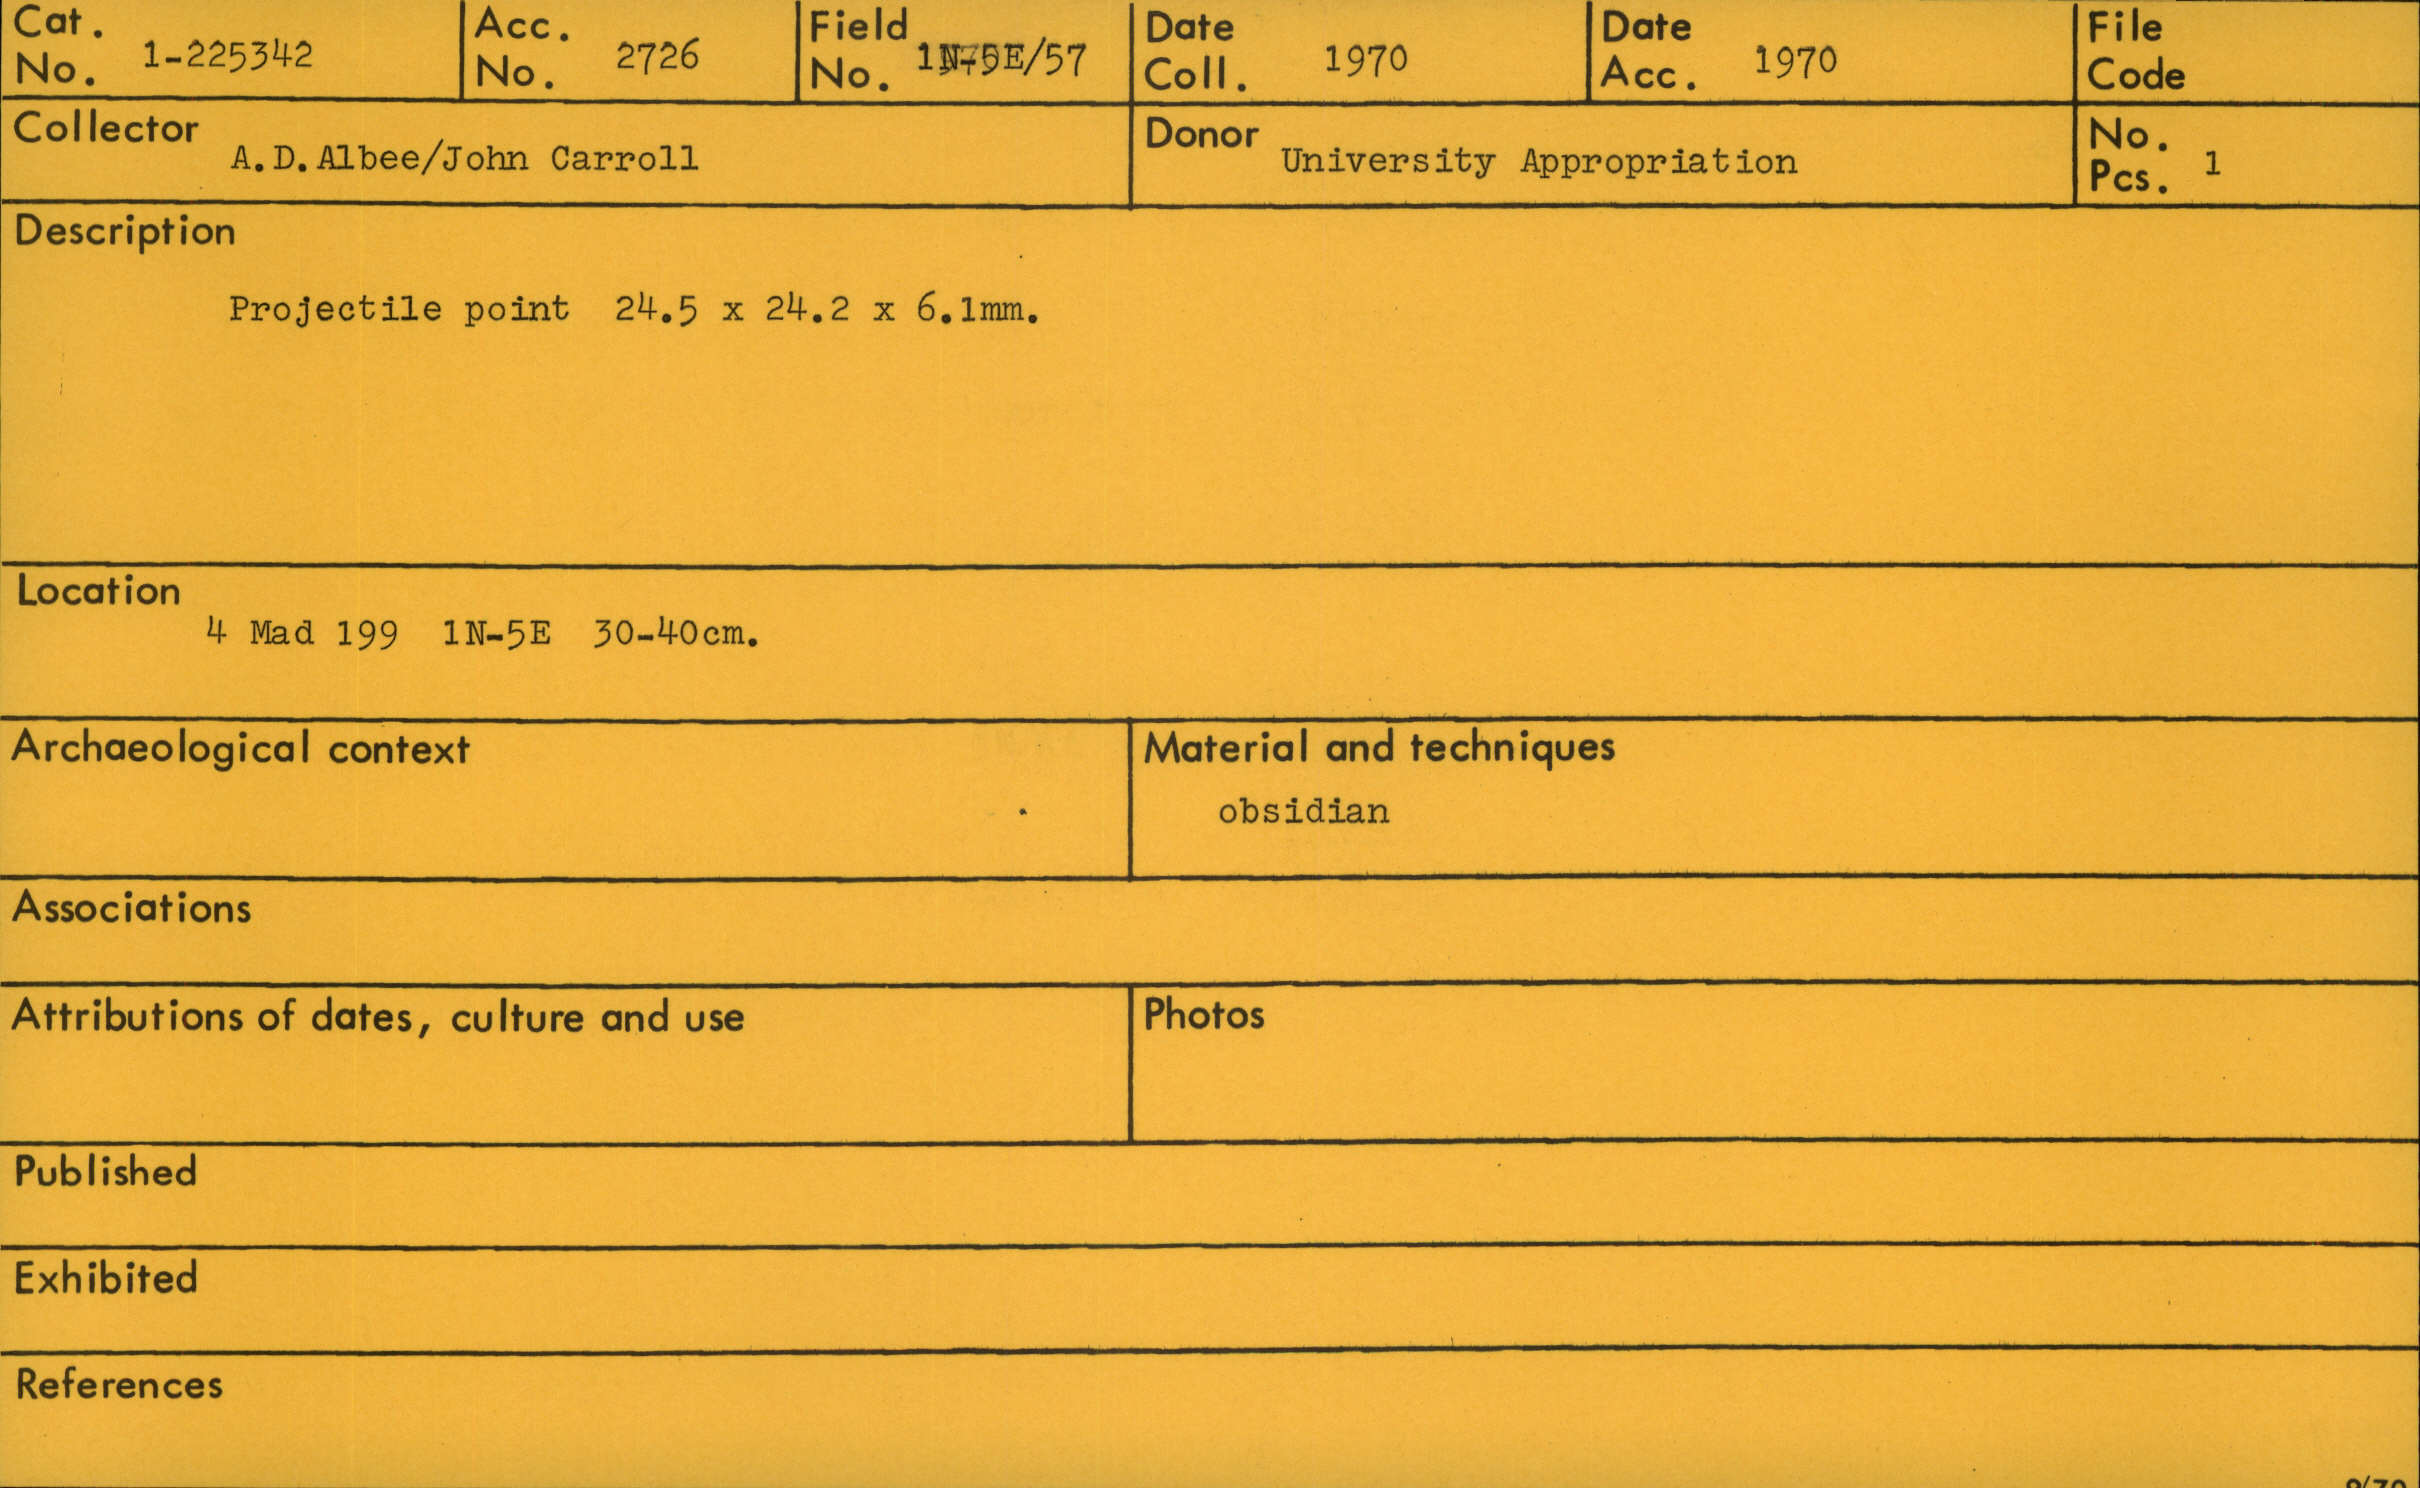 Cat. No. 1-225342
Acc. No. 2726
Field No. 1N-5E/57
Date Coll. 1970
Date Acc. 1970
File Code
Collector A.D.Albee/John Carroll
Donor University Appropriation
No. Pcs. 1
Description
Projectile point 24.5 x 24.2 x 6.1mm.
Location
4 Mad 199 1N-5E 30-40cm.
Archaeological context
Material and techniques
obsidian
Associations
Attributions of dates, culture and use
Photos
Published
Exhibited
References